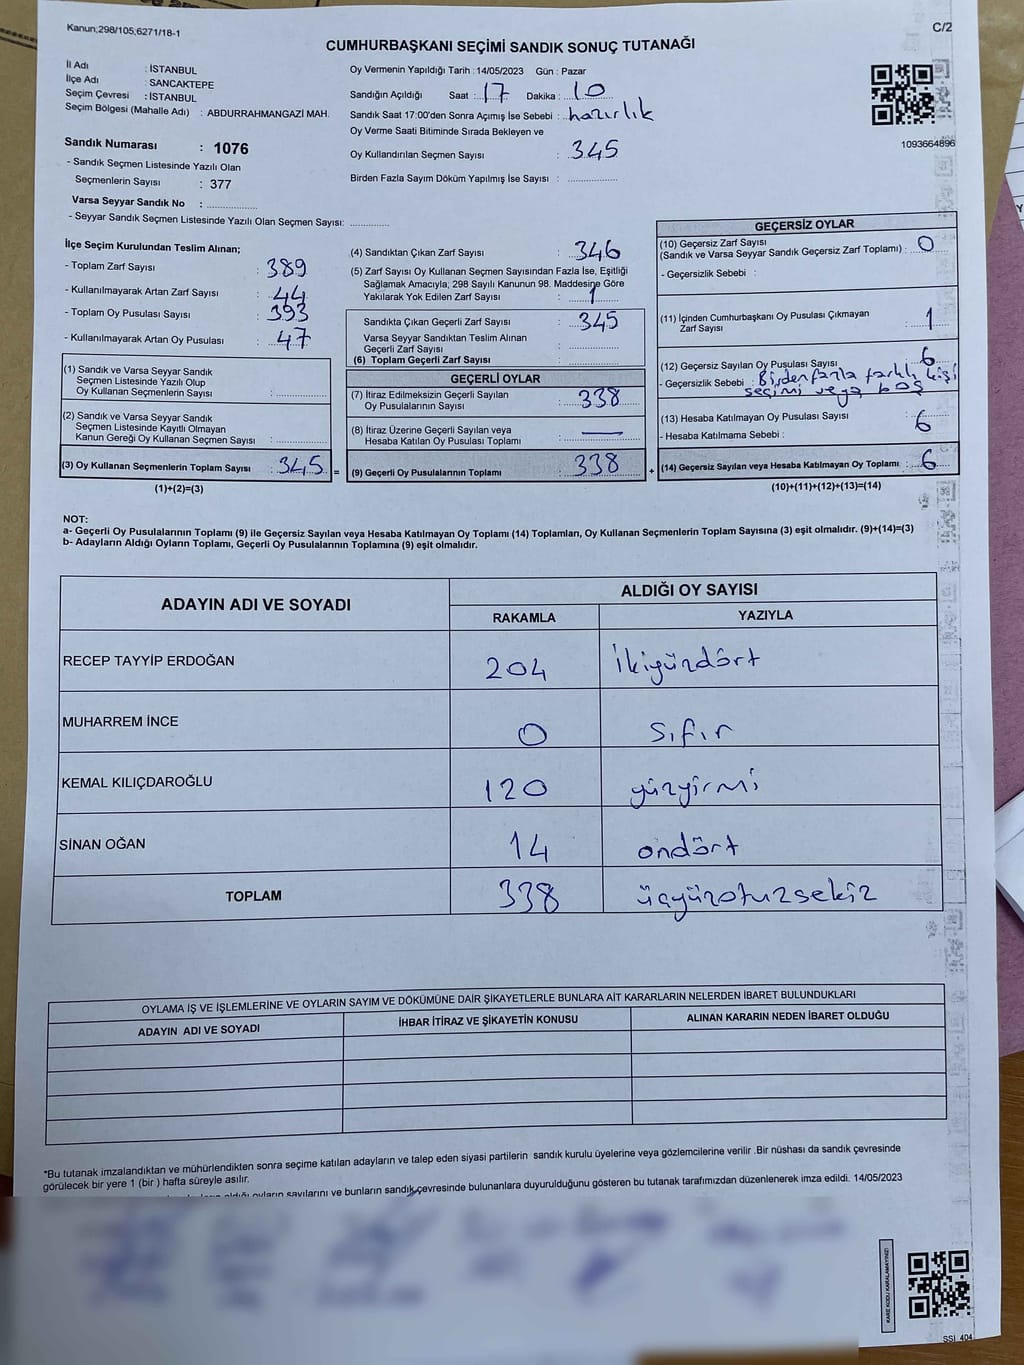 Kanun;298/105;6271/18-1
C/2
CUMHURBAŞKANI SEÇİMİ SANDIK SONUÇ TUTANAĞI
İl Adı : İSTANBUL
İlçe Adı : SANCAKTEPE
Seçim Çevresi : İSTANBUL
Seçim Bölgesi (Mahalle Adı) : ABDURRAHMANGAZİ MAH.
Sandık Numarası : 1076
- Sandık Seçmen Listesinde Yazılı Olan
Seçmenlerin Sayısı : 377
Varsa Seyyar Sandık No : ................
- Seyyar Sandık Seçmen Listesinde Yazılı Olan Seçmen Sayısı: ............
Oy Vermenin Yapıldığı Tarih : 14/05/2023 Gün : Pazar
Sandığın Açıldığı Saat : 17 Dakika : 10
Sandık Saat 17:00'den Sonra Açımış İse Sebebi : hazırlık
Oy Verme Saati Bitiminde Sırada Bekleyen ve
Oy Kullandırılan Seçmen Sayısı : 345
Birden Fazla Sayım Döküm Yapılmış İse Sayısı : ................
1093664896
İlçe Seçim Kurulundan Teslim Alınan;
- Toplam Zarf Sayısı : 389
- Kullanılmayarak Artan Zarf Sayısı : 44
- Toplam Oy Pusulası Sayısı : 393
- Kullanılmayarak Artan Oy Pusulası : 47
(1) Sandık ve Varsa Seyyar Sandık
Seçmen Listesinde Yazılı Olup
Oy Kullanan Seçmenlerin Sayısı : ................
(2) Sandık ve Varsa Seyyar Sandık
Seçmen Listesinde Kayıtlı Olmayan
Kanun Gereği Oy Kullanan Seçmen Sayısı : ................
(3) Oy Kullanan Seçmenlerin Toplam Sayısı : 345 =
(1)+(2)=(3)
(4) Sandıktan Çıkan Zarf Sayısı : 346
(5) Zarf Sayısı Oy Kullanan Seçmen Sayısından Fazla İse, Eşitliği
Sağlamak Amacıyla, 298 Sayılı Kanunun 98. Maddesine Göre
Yakılarak Yok Edilen Zarf Sayısı : 1
Sandıkta Çıkan Geçerli Zarf Sayısı : 345
Varsa Seyyar Sandıktan Teslim Alınan
Geçerli Zarf Sayısı : ................
(6) Toplam Geçerli Zarf Sayısı : ................
GEÇERLİ OYLAR
(7) İtiraz Edilmeksizin Geçerli Sayılan
Oy Pusulalarının Sayısı : 338
(8) İtiraz Üzerine Geçerli Sayılan veya
Hesaba Katılan Oy Pusulası Toplamı : —
(9) Geçerli Oy Pusulalarının Toplamı : 338 +
GEÇERSİZ OYLAR
(10) Geçersiz Zarf Sayısı
(Sandık ve Varsa Seyyar Sandık Geçersiz Zarf Toplamı) : 0
- Geçersizlik Sebebi :
(11) İçinden Cumhurbaşkanı Oy Pusulası Çıkmayan
Zarf Sayısı : 1
(12) Geçersiz Sayılan Oy Pusulası Sayısı : 6
- Geçersizlik Sebebi : Birden fazla farklı kişi
seçimi veya boş
(13) Hesaba Katılmayan Oy Pusulası Sayısı : 6
- Hesaba Katılmama Sebebi :
(14) Geçersiz Sayılan veya Hesaba Katılmayan Oy Toplamı : 6
(10)+(11)+(12)+(13)=(14)
NOT:
a- Geçerli Oy Pusulalarının Toplamı (9) ile Geçersiz Sayılan veya Hesaba Katılmayan Oy Toplamı (14) Toplamları, Oy Kullanan Seçmenlerin Toplam Sayısına (3) eşit olmalıdır. (9)+(14)=(3)
b- Adayların Aldığı Oyların Toplamı, Geçerli Oy Pusulalarının Toplamına (9) eşit olmalıdır.
ADAYIN ADI VE SOYADI ALDIĞI OY SAYISI
RAKAMLA YAZIYLA
RECEP TAYYİP ERDOĞAN 204 ikiyüzdört
MUHARREM İNCE 0 sıfır
KEMAL KILIÇDAROĞLU 120 yüzyirmi
SİNAN OĞAN 14 ondört
TOPLAM 338 üçyüzotuzsekiz
OYLAMA İŞ VE İŞLEMLERİNE VE OYLARIN SAYIM VE DÖKÜMÜNE DAİR ŞİKAYETLERLE BUNLARA AİT KARARLARIN NELERDEN İBARET BULUNDUKLARI
ADAYIN ADI VE SOYADI İHBAR İTİRAZ VE ŞİKAYETİN KONUSU ALINAN KARARIN NEDEN İBARET OLDUĞU
*Bu tutanak imzalandıktan ve mühürlendikten sonra seçime katılan adayların ve talep eden siyasi partilerin sandık kurulu üyelerine veya gözlemcilerine verilir .Bir nüshası da sandık çevresinde
görülecek bir yere 1 (bir ) hafta süreyle asılır.
aldığı oyların sayılarını ve bunların sandık çevresinde bulunanlara duyurulduğunu gösteren bu tutanak tarafımızdan düzenlenerek imza edildi. 14/05/2023
KARE KODU KARALAMAYINIZ!
SSİ 404